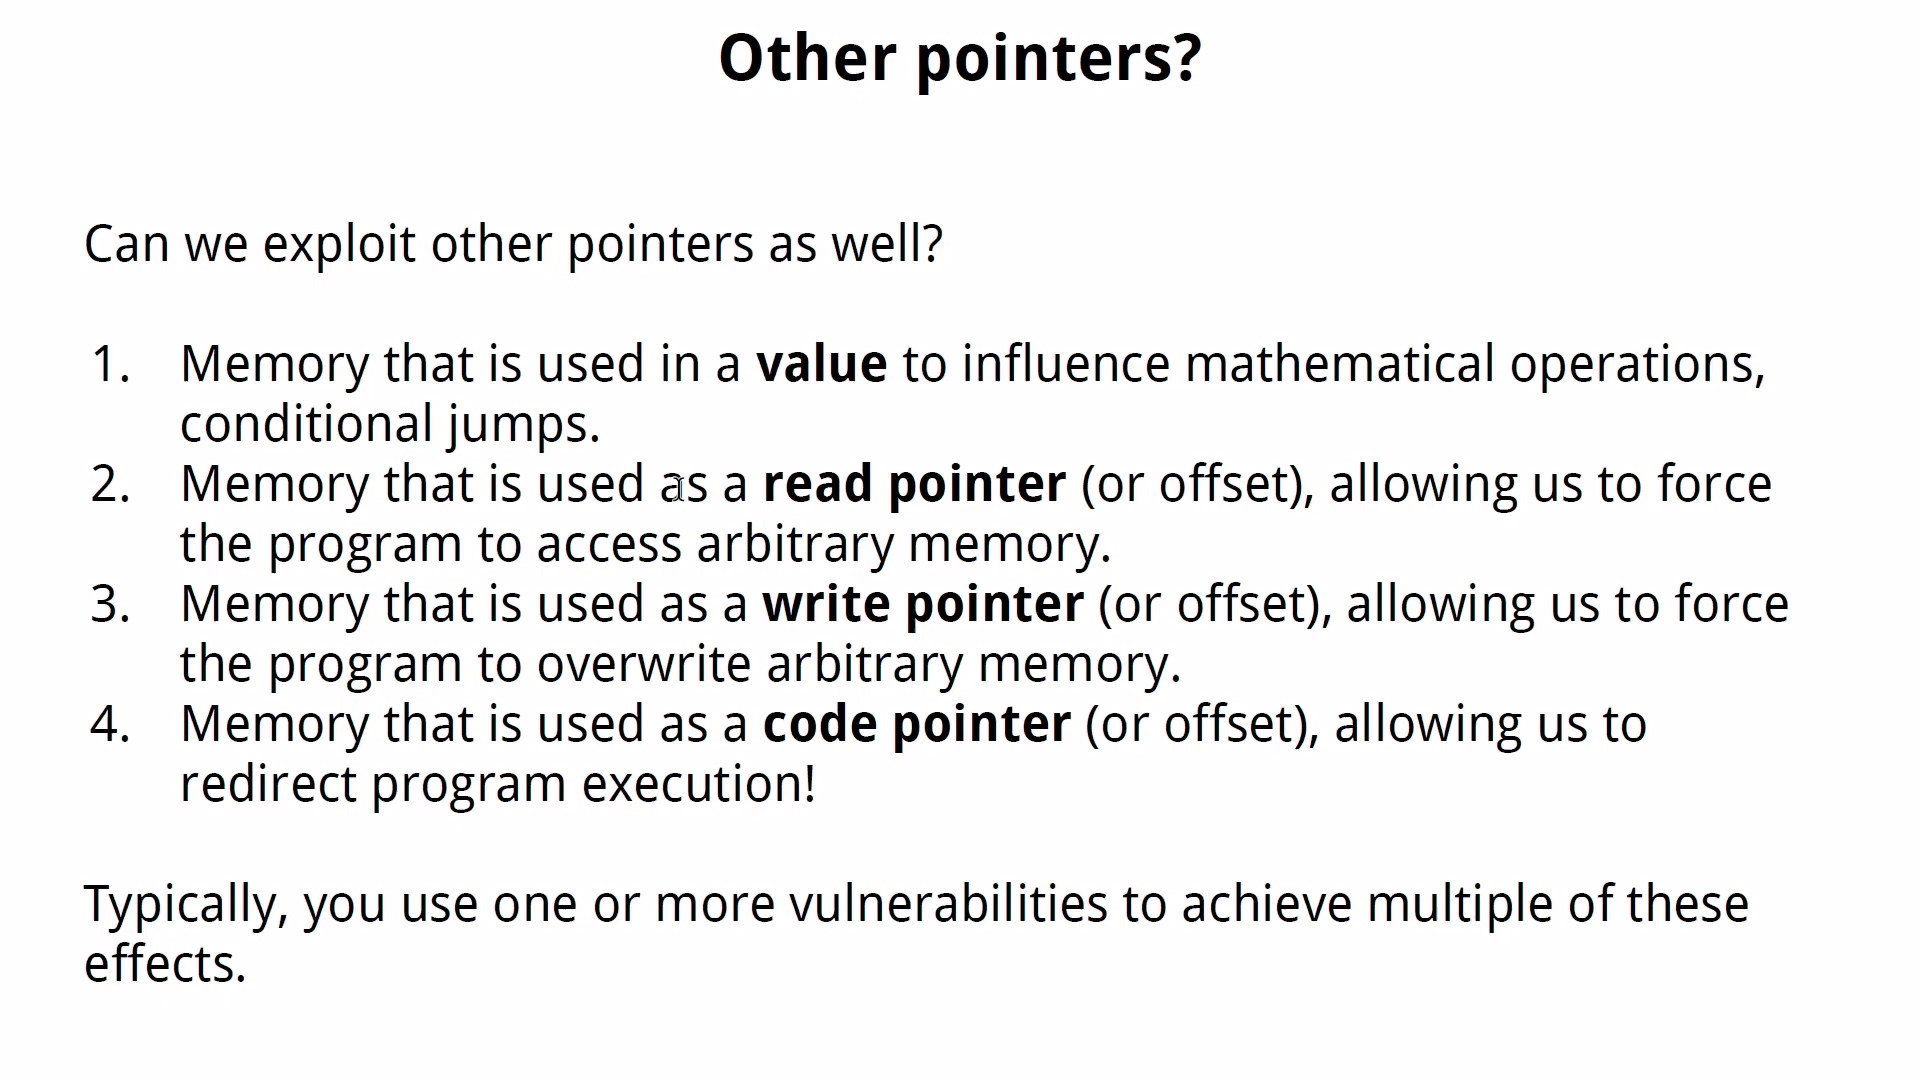 Other pointers?
Can we exploit other pointers as well?
1. Memory that is used in a value to influence mathematical operations,
conditional jumps.
2. Memory that is used as a read pointer (or offset), allowing us to force
the program to access arbitrary memory.
3. Memory that is used as a write pointer (or offset), allowing us to force
the program to overwrite arbitrary memory.
4. Memory that is used as a code pointer (or offset), allowing us to
redirect program execution!
Typically, you use one or more vulnerabilities to achieve multiple of these
effects.